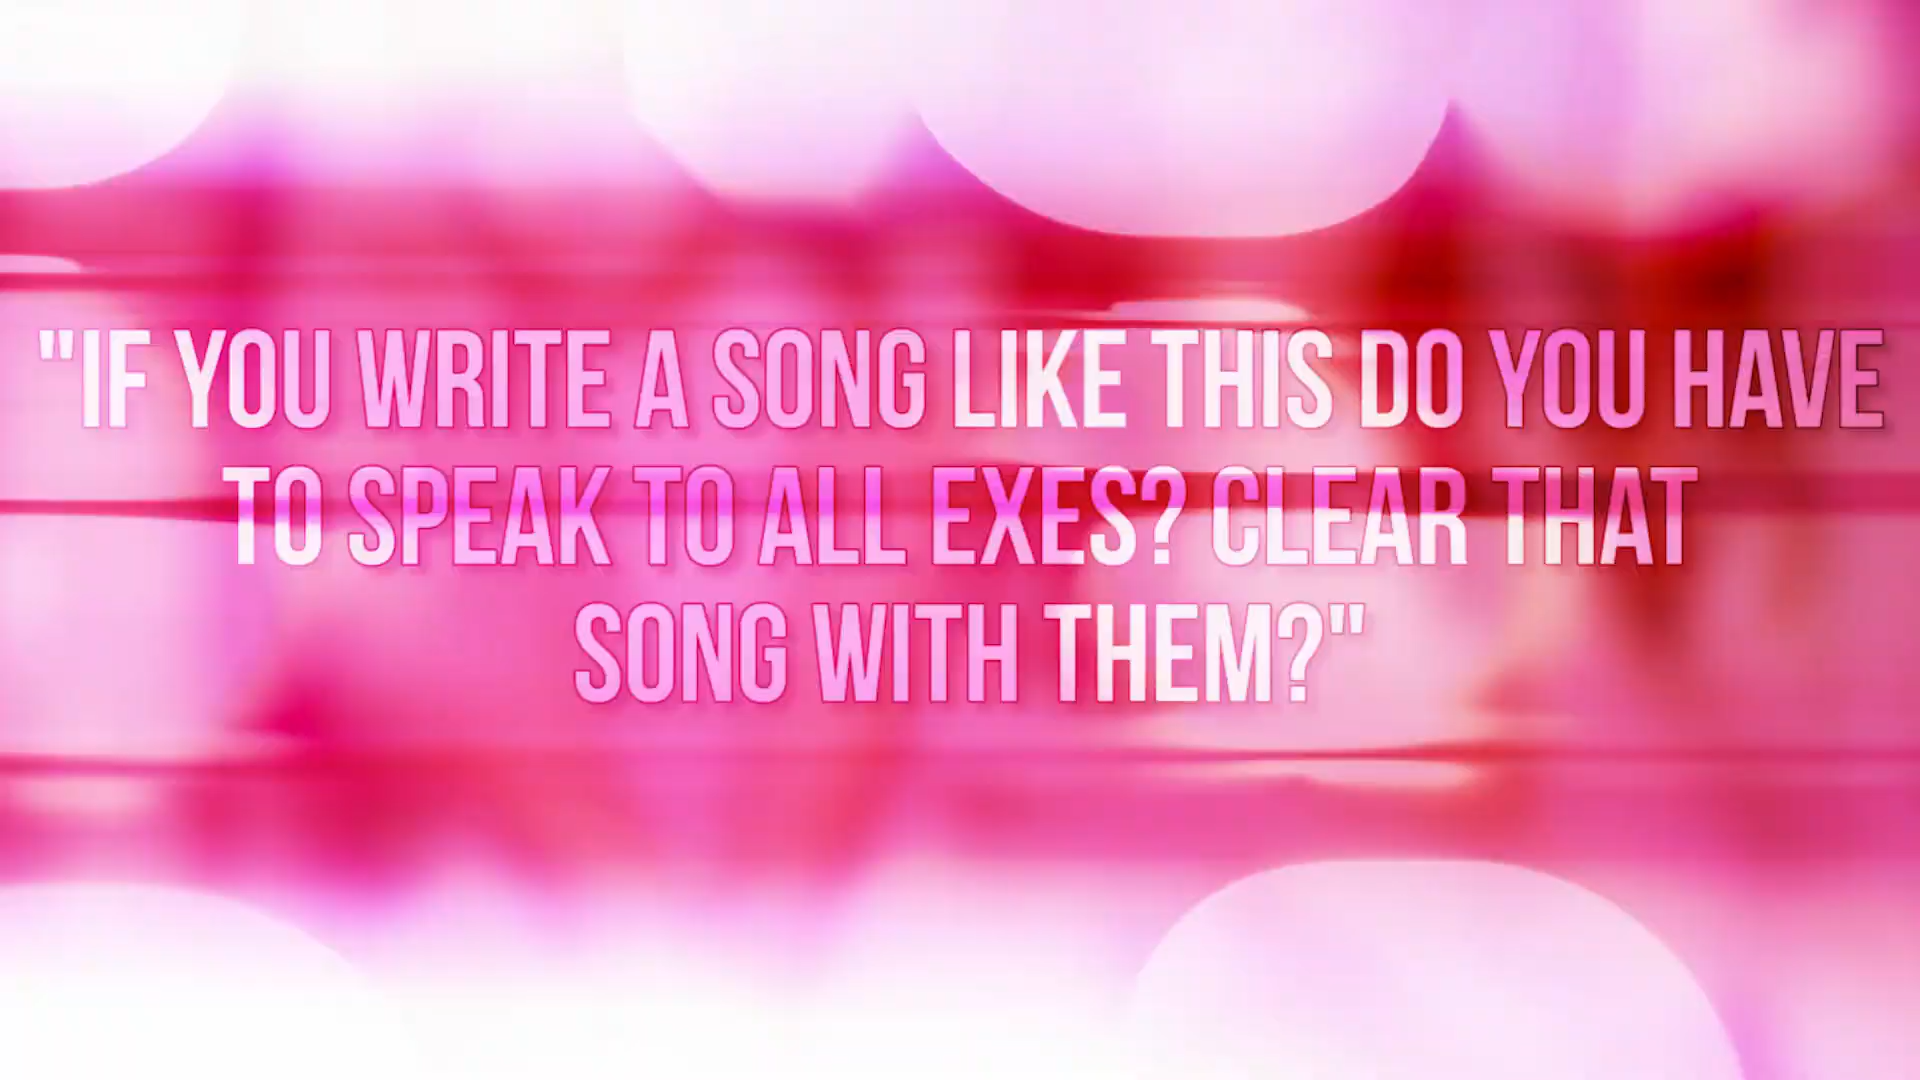 "IF YOU WRITE A SONG LIKE THIS DO YOU HAVE
TO SPEAK TO ALL EXES? CLEAR THAT
SONG WITH THEM?"